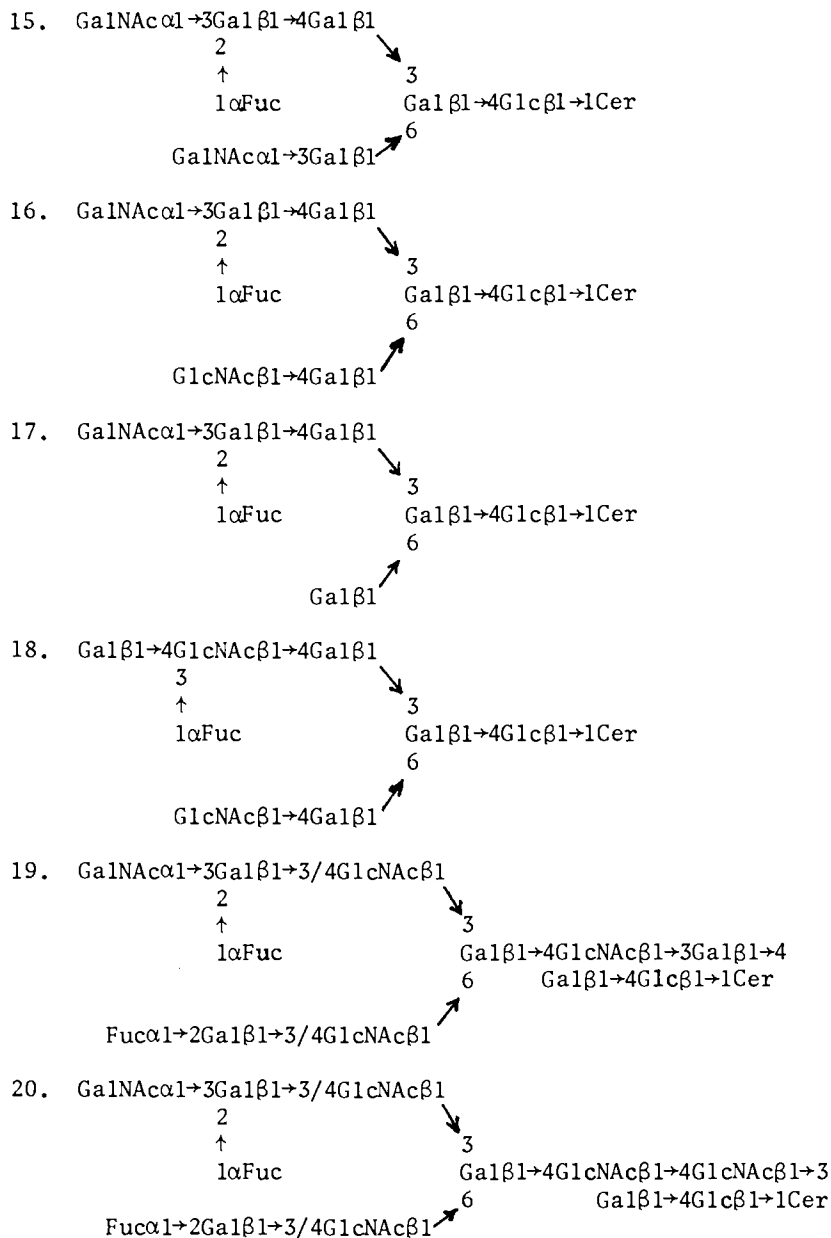 15. GalNAcα1→3Galβ1→4Galβ1
2
↑ 3
1αFuc Galβ1→4Glcβ1→1Cer
6
GalNAcα1→3Galβ1
16. GalNAcα1→3Galβ1→4Galβ1
2
↑ 3
1αFuc Galβ1→4Glcβ1→1Cer
6
GlcNAcβ1→4Galβ1
17. GalNAcα1→3Galβ1→4Galβ1
2
↑ 3
1αFuc Galβ1→4Glcβ1→1Cer
6
Galβ1
18. Galβ1→4GlcNAcβ1→4Galβ1
3
↑ 3
1αFuc Galβ1→4Glcβ1→1Cer
6
GlcNAcβ1→4Galβ1
19. GalNAcα1→3Galβ1→3/4GlcNAcβ1
2 3
↑
1αFuc Galβ1→4GlcNAcβ1→3Galβ1→4
6 Galβ1→4Glcβ1→1Cer
Fucα1→2Galβ1→3/4GlcNAcβ1
20. GalNAcα1→3Galβ1→3/4GlcNAcβ1
2
↑ 3
1αFuc Galβ1→4GlcNAcβ1→4GlcNAcβ1→3
6 Galβ1→4Glcβ1→1Cer
Fucα1→2Galβ1→3/4GlcNAcβ1